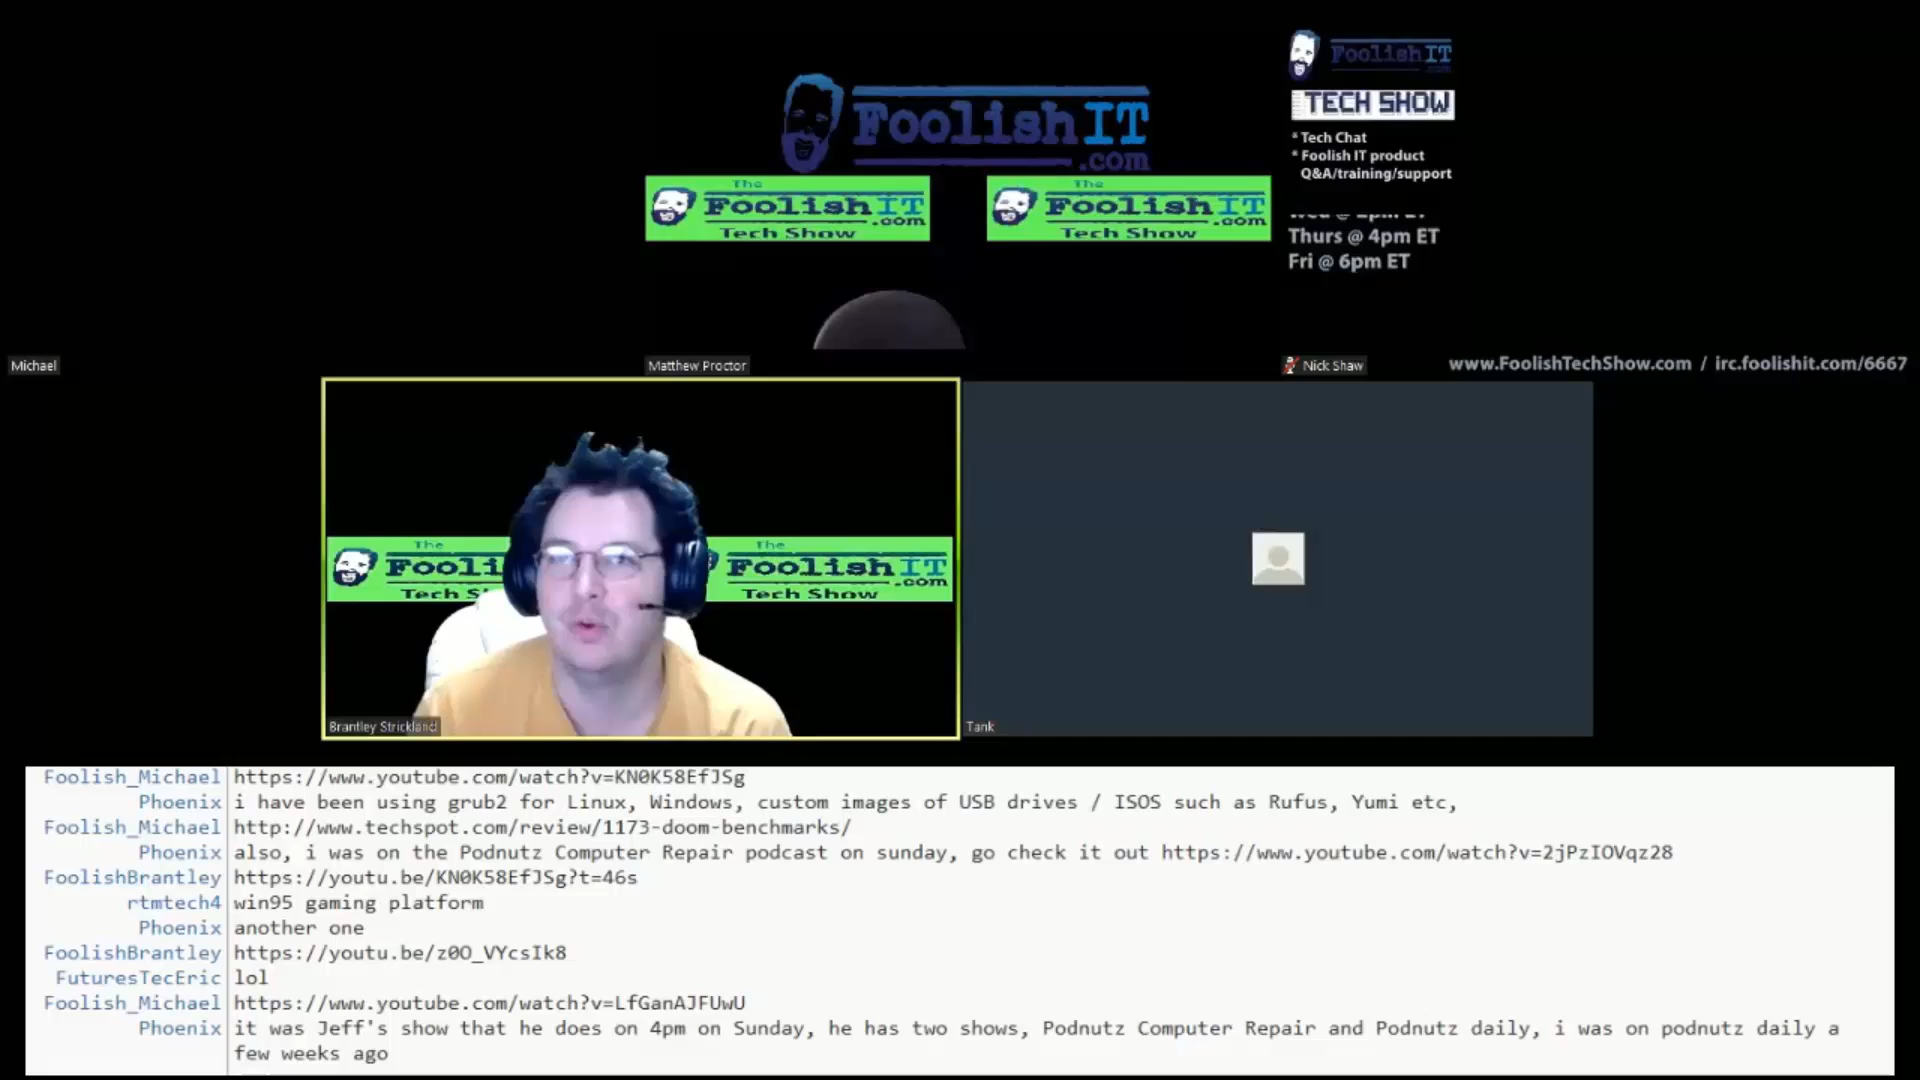 FoolishIT
.com
FoolishIT
.com
TECH SHOW
* Tech Chat
* Foolish IT product
Q&A/training/support
Thurs @ 4pm ET
Fri @ 6pm ET
The
FoolishIT
.com
Tech Show
The
FoolishIT
.com
Tech Show
Michael
Matthew Proctor
Nick Shaw
www.FoolishTechShow.com / irc.foolishit.com/6667
The
Fooli
Tech S
The
FoolishIT
.com
Tech Show
Brantley Strickland
Tank
Foolish_Michael https://www.youtube.com/watch?v=KN0K58EfJSg
Phoenix i have been using grub2 for Linux, Windows, custom images of USB drives / ISOS such as Rufus, Yumi etc,
Foolish_Michael http://www.techspot.com/review/1173-doom-benchmarks/
Phoenix also, i was on the Podnutz Computer Repair podcast on sunday, go check it out https://www.youtube.com/watch?v=2jPzIOVqz28
FoolishBrantley https://youtu.be/KN0K58EfJSg?t=46s
rtmtech4 win95 gaming platform
Phoenix another one
FoolishBrantley https://youtu.be/z0O_VYcsIk8
FuturesTecEric lol
Foolish_Michael https://www.youtube.com/watch?v=LfGanAJFUwU
Phoenix it was Jeff's show that he does on 4pm on Sunday, he has two shows, Podnutz Computer Repair and Podnutz daily, i was on podnutz daily a
few weeks ago